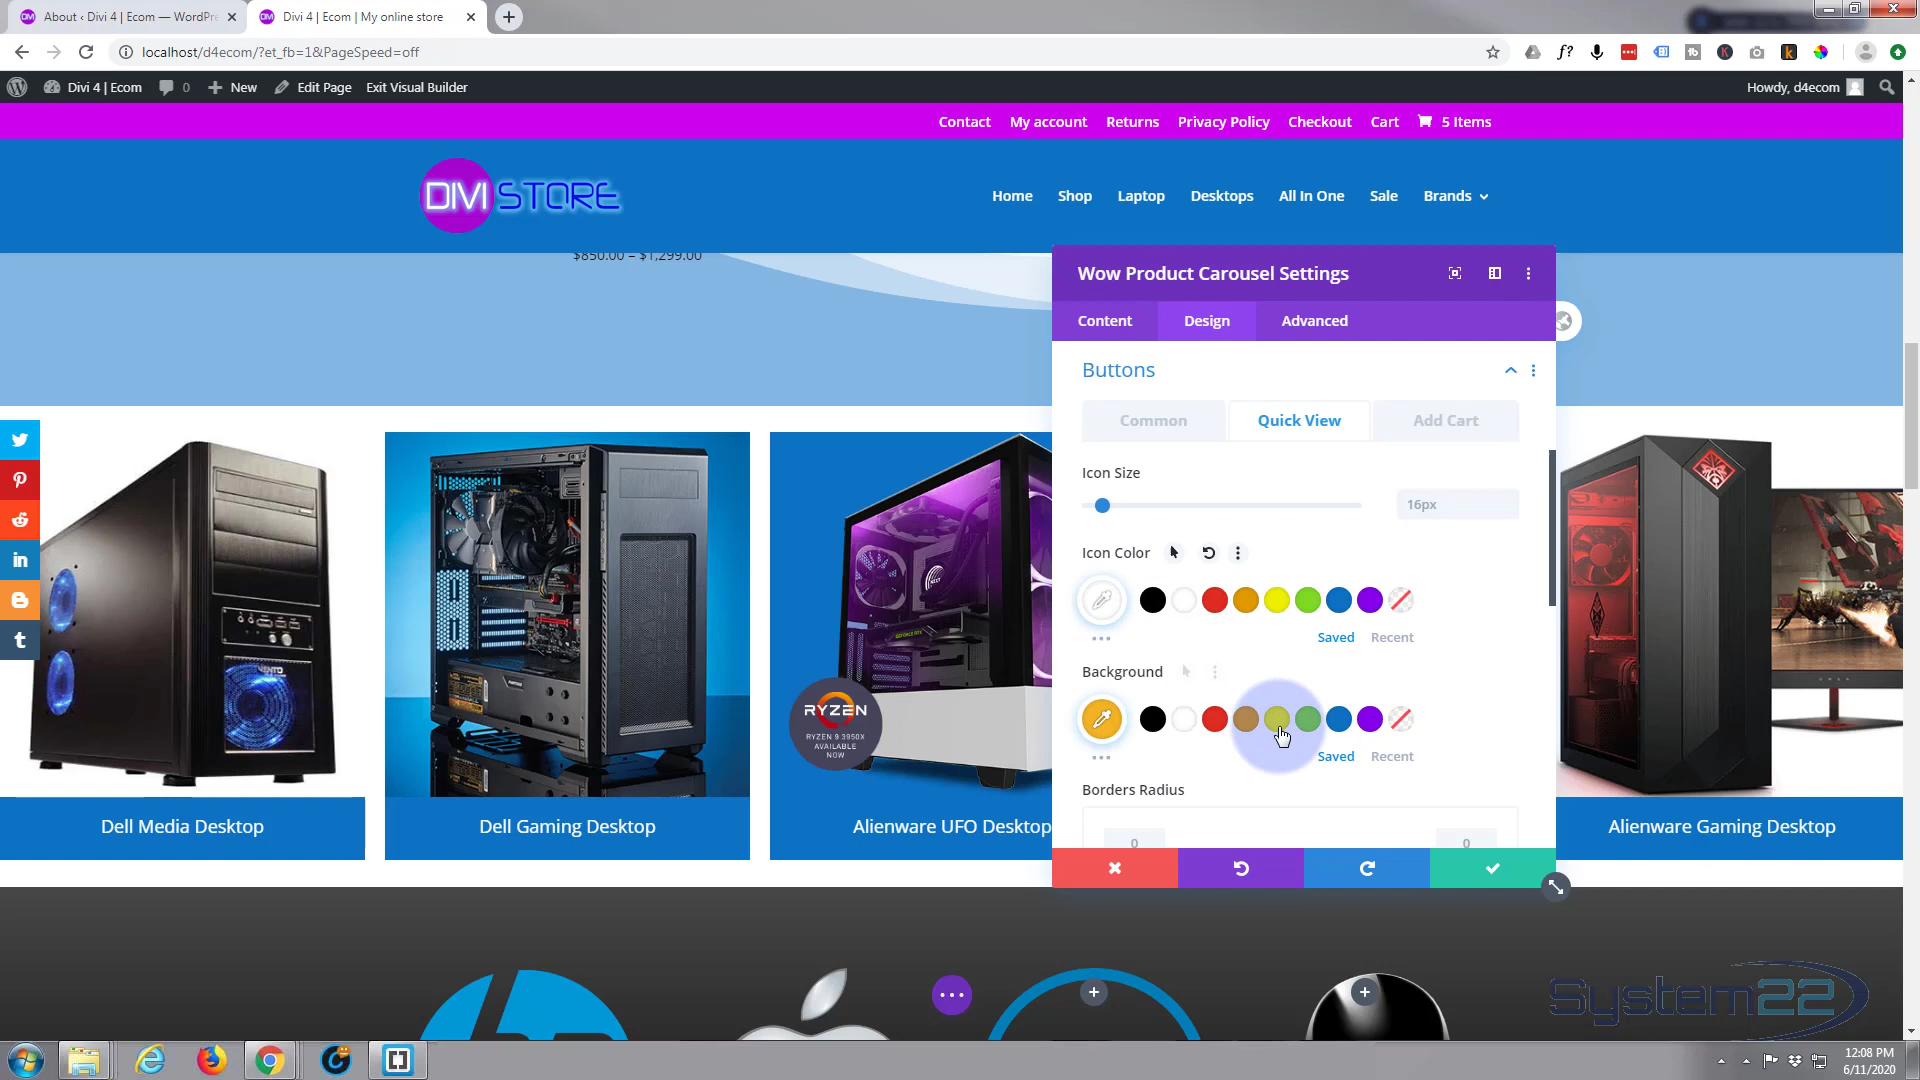 About ‹ Divi 4 | Ecom — WordPre
Divi 4 | Ecom | My online store
localhost/d4ecom/?et_fb=1&PageSpeed=off
f?
Divi 4 | Ecom
0
New
Edit Page
Exit Visual Builder
Howdy, d4ecom
Contact
My account
Returns
Privacy Policy
Checkout
Cart
5 Items
DIVI STORE
Home
Shop
Laptop
Desktops
All In One
Sale
Brands
$850.00 – $1,299.00
Wow Product Carousel Settings
Content
Design
Advanced
Buttons
Common
Quick View
Add Cart
Icon Size
16px
Icon Color
Saved
Recent
Background
Saved
Recent
Borders Radius
0
0
RYZEN
RYZEN 9 3950X
AVAILABLE
NOW
Dell Media Desktop
Dell Gaming Desktop
Alienware UFO Desktop
Alienware Gaming Desktop
System22
12:08 PM
6/11/2020